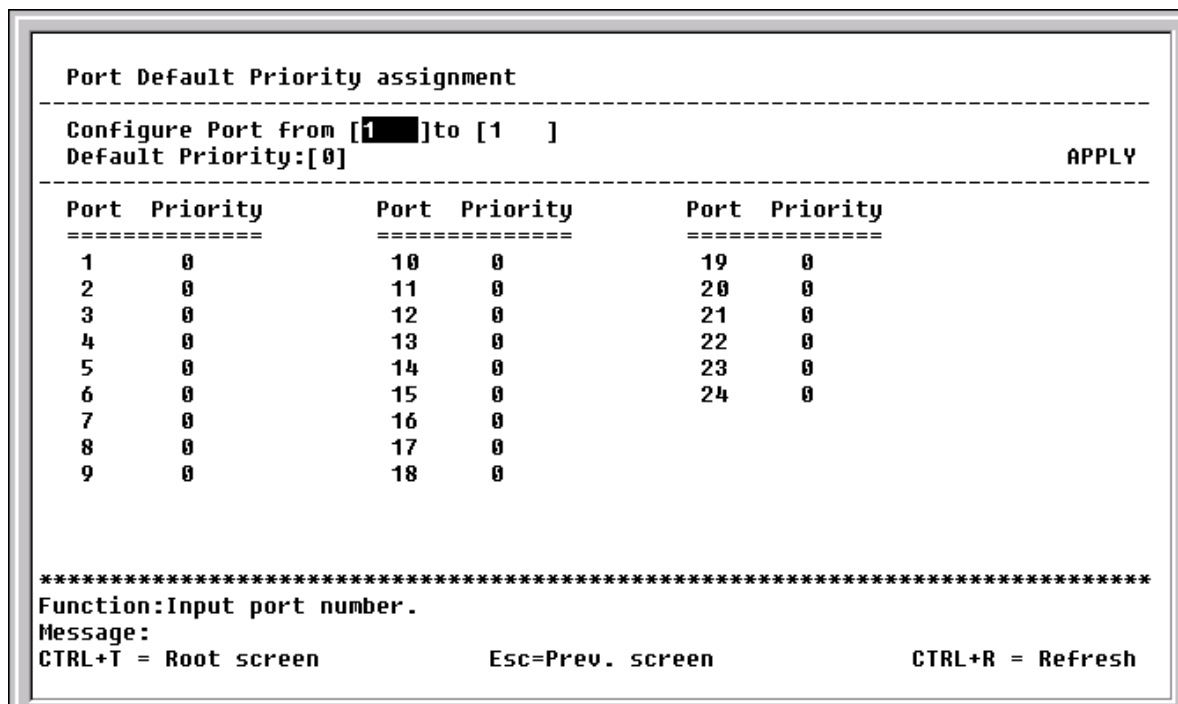 Port Default Priority assignment
--------------------------------------------------------------------------------
Configure Port from [1   ]to [1   ]
Default Priority:[0] APPLY
--------------------------------------------------------------------------------
Port Priority Port Priority Port Priority
============== ============== ==============
1 0 10 0 19 0
2 0 11 0 20 0
3 0 12 0 21 0
4 0 13 0 22 0
5 0 14 0 23 0
6 0 15 0 24 0
7 0 16 0
8 0 17 0
9 0 18 0
********************************************************************************
Function:Input port number.
Message:
CTRL+T = Root screen Esc=Prev. screen CTRL+R = Refresh